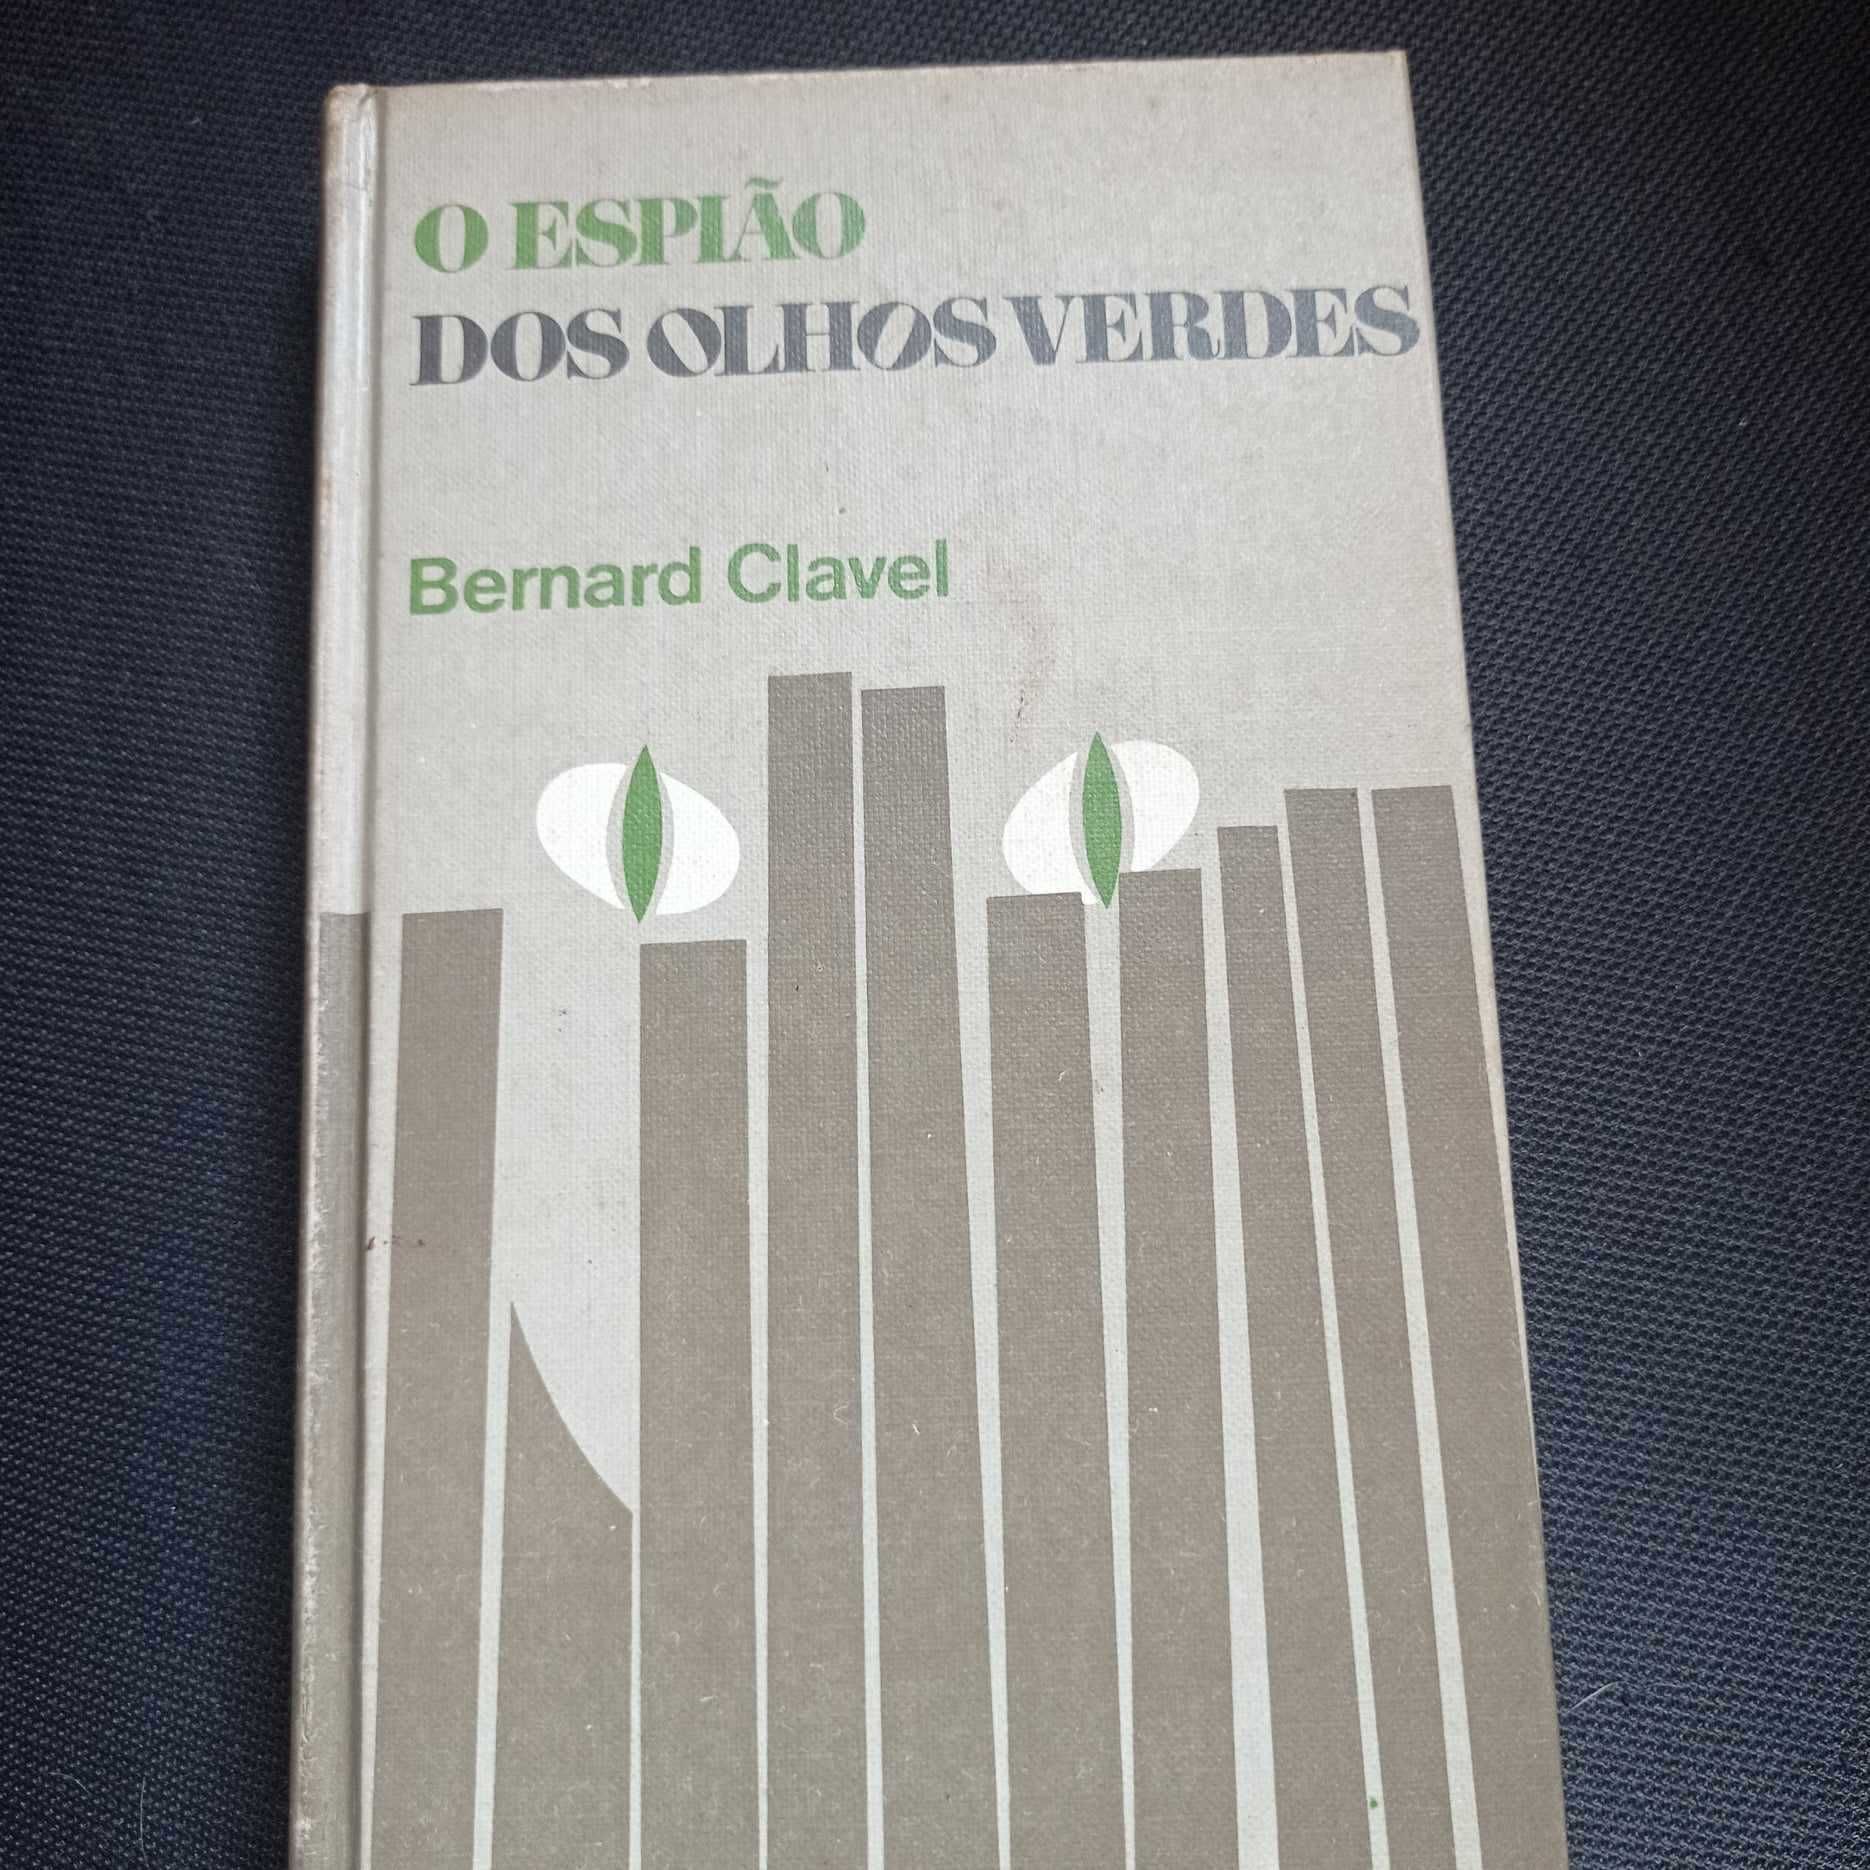 O ESPIÃO
DOS OLHOS VERDES
Bernard Clavel